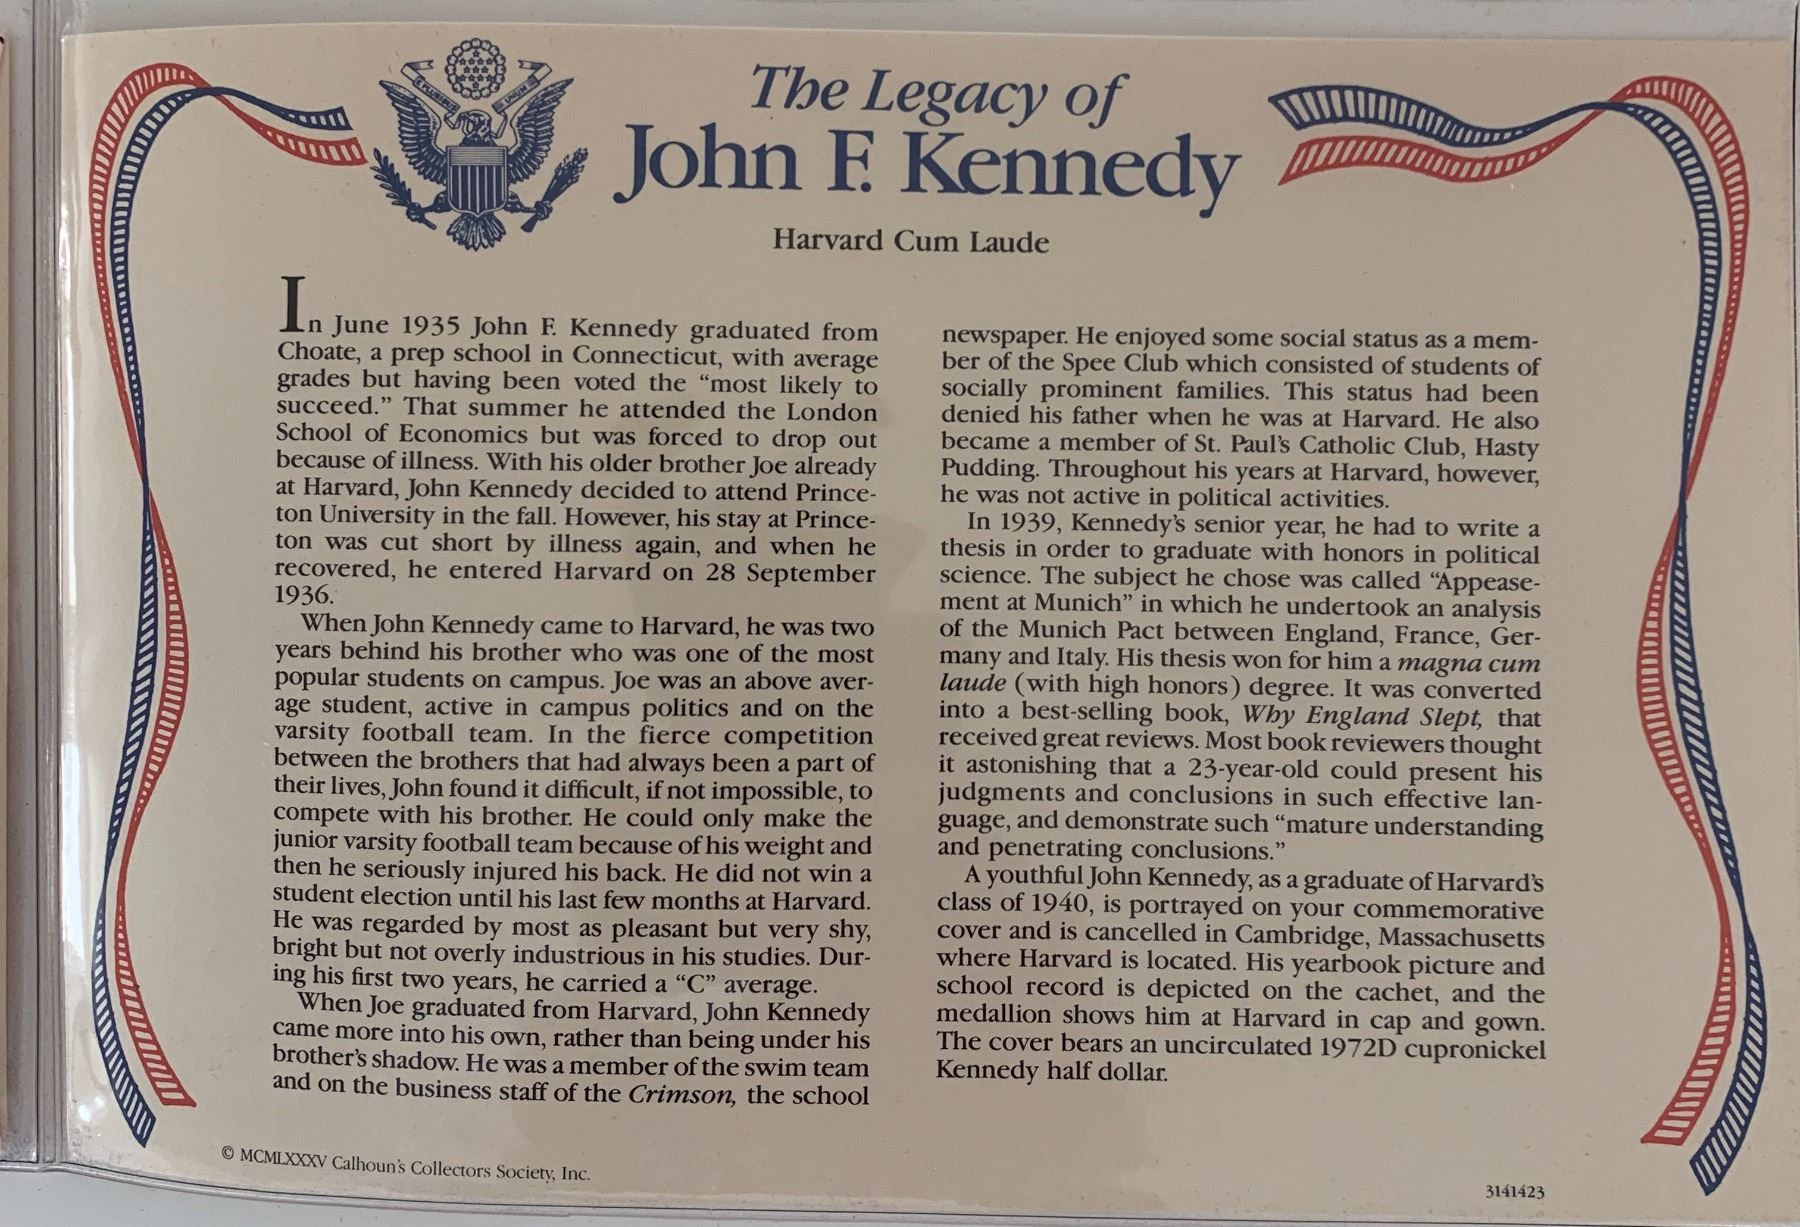 E PLURIBUS UNUM
The Legacy of
John F. Kennedy
Harvard Cum Laude
In June 1935 John F. Kennedy graduated from
Choate, a prep school in Connecticut, with average
grades but having been voted the “most likely to
succeed.” That summer he attended the London
School of Economics but was forced to drop out
because of illness. With his older brother Joe already
at Harvard, John Kennedy decided to attend Prince-
ton University in the fall. However, his stay at Prince-
ton was cut short by illness again, and when he
recovered, he entered Harvard on 28 September
1936.
When John Kennedy came to Harvard, he was two
years behind his brother who was one of the most
popular students on campus. Joe was an above aver-
age student, active in campus politics and on the
varsity football team. In the fierce competition
between the brothers that had always been a part of
their lives, John found it difficult, if not impossible, to
compete with his brother. He could only make the
junior varsity football team because of his weight and
then he seriously injured his back. He did not win a
student election until his last few months at Harvard.
He was regarded by most as pleasant but very shy,
bright but not overly industrious in his studies. Dur-
ing his first two years, he carried a “C” average.
When Joe graduated from Harvard, John Kennedy
came more into his own, rather than being under his
brother’s shadow. He was a member of the swim team
and on the business staff of the Crimson, the school
newspaper. He enjoyed some social status as a mem-
ber of the Spee Club which consisted of students of
socially prominent families. This status had been
denied his father when he was at Harvard. He also
became a member of St. Paul’s Catholic Club, Hasty
Pudding. Throughout his years at Harvard, however,
he was not active in political activities.
In 1939, Kennedy’s senior year, he had to write a
thesis in order to graduate with honors in political
science. The subject he chose was called “Appease-
ment at Munich” in which he undertook an analysis
of the Munich Pact between England, France, Ger-
many and Italy. His thesis won for him a magna cum
laude (with high honors) degree. It was converted
into a best-selling book, Why England Slept, that
received great reviews. Most book reviewers thought
it astonishing that a 23-year-old could present his
judgments and conclusions in such effective lan-
guage, and demonstrate such “mature understanding
and penetrating conclusions.”
A youthful John Kennedy, as a graduate of Harvard’s
class of 1940, is portrayed on your commemorative
cover and is cancelled in Cambridge, Massachusetts
where Harvard is located. His yearbook picture and
school record is depicted on the cachet, and the
medallion shows him at Harvard in cap and gown.
The cover bears an uncirculated 1972D cupronickel
Kennedy half dollar.
© MCMLXXXV Calhoun’s Collectors Society, Inc.
3141423